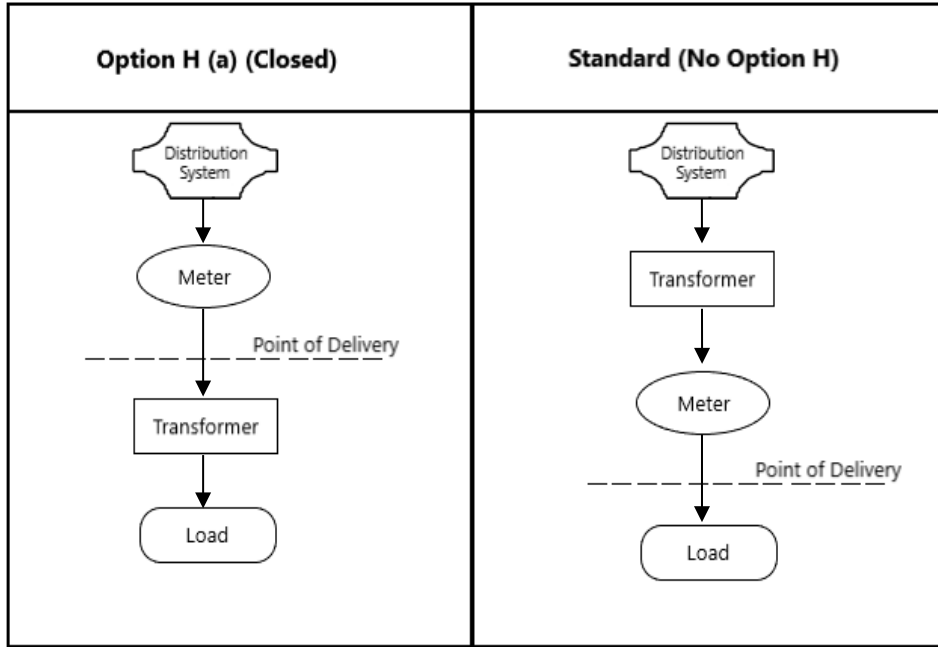 Option H (a) (Closed)
Standard (No Option H)
Distribution
System
Meter
Point of Delivery
Transformer
Load
Distribution
System
Transformer
Meter
Point of Delivery
Load